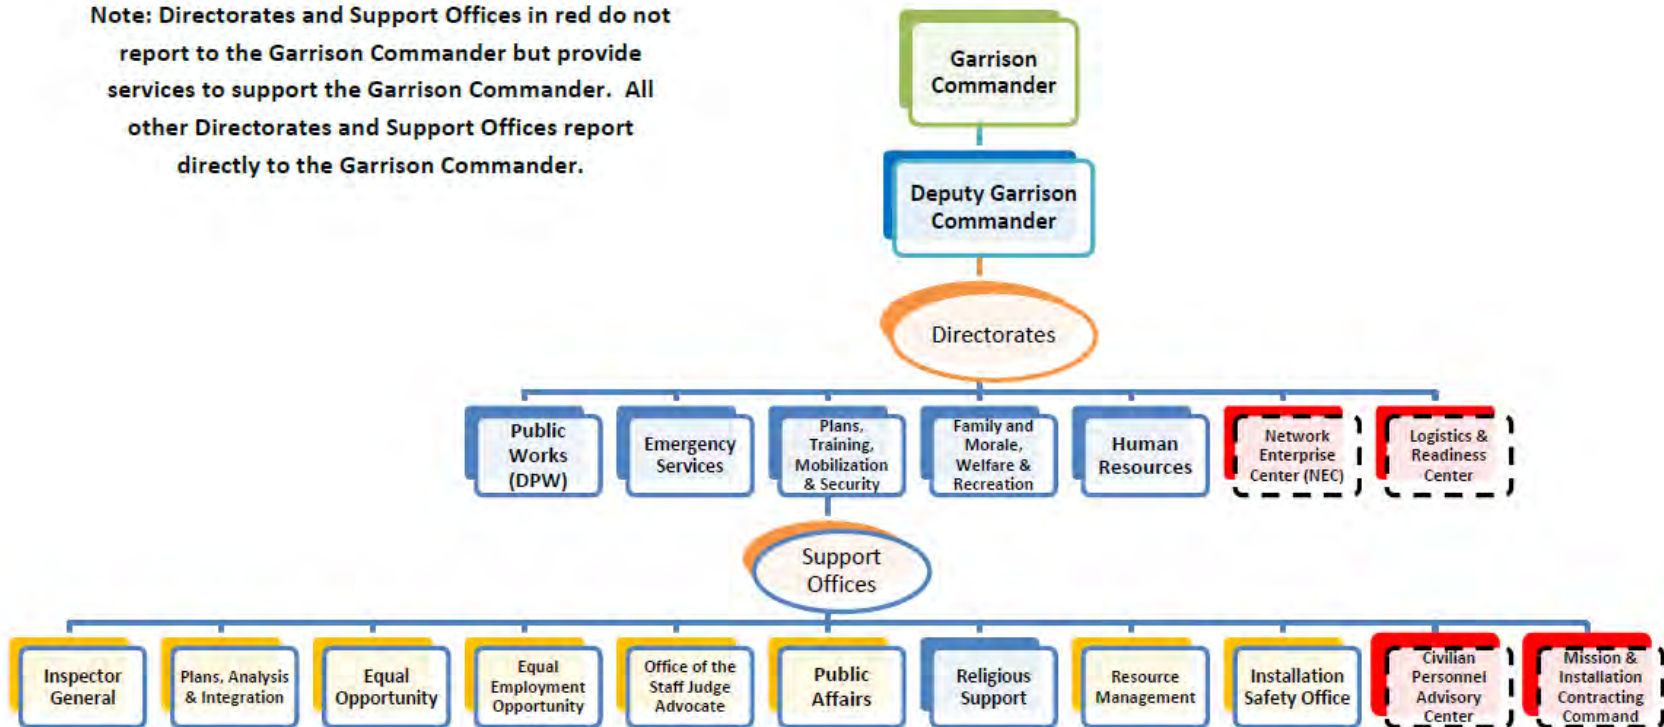 Note: Directorates and Support Offices in red do not
report to the Garrison Commander but provide
services to support the Garrison Commander. All
other Directorates and Support Offices report
directly to the Garrison Commander.
Garrison
Commander
Deputy Garrison
Commander
Directorates
Public
Works
(DPW)
Emergency
Services
Plans,
Training,
Mobilization
& Security
Family and
Morale,
Welfare &
Recreation
Human
Resources
Network
Enterprise
Center (NEC)
Logistics &
Readiness
Center
Support
Offices
Inspector
General
Plans, Analysis
& Integration
Equal
Opportunity
Equal
Employment
Opportunity
Office of the
Staff Judge
Advocate
Public
Affairs
Religious
Support
Resource
Management
Installation
Safety Office
Civilian
Personnel
Advisory
Center
Mission &
Installation
Contracting
Command